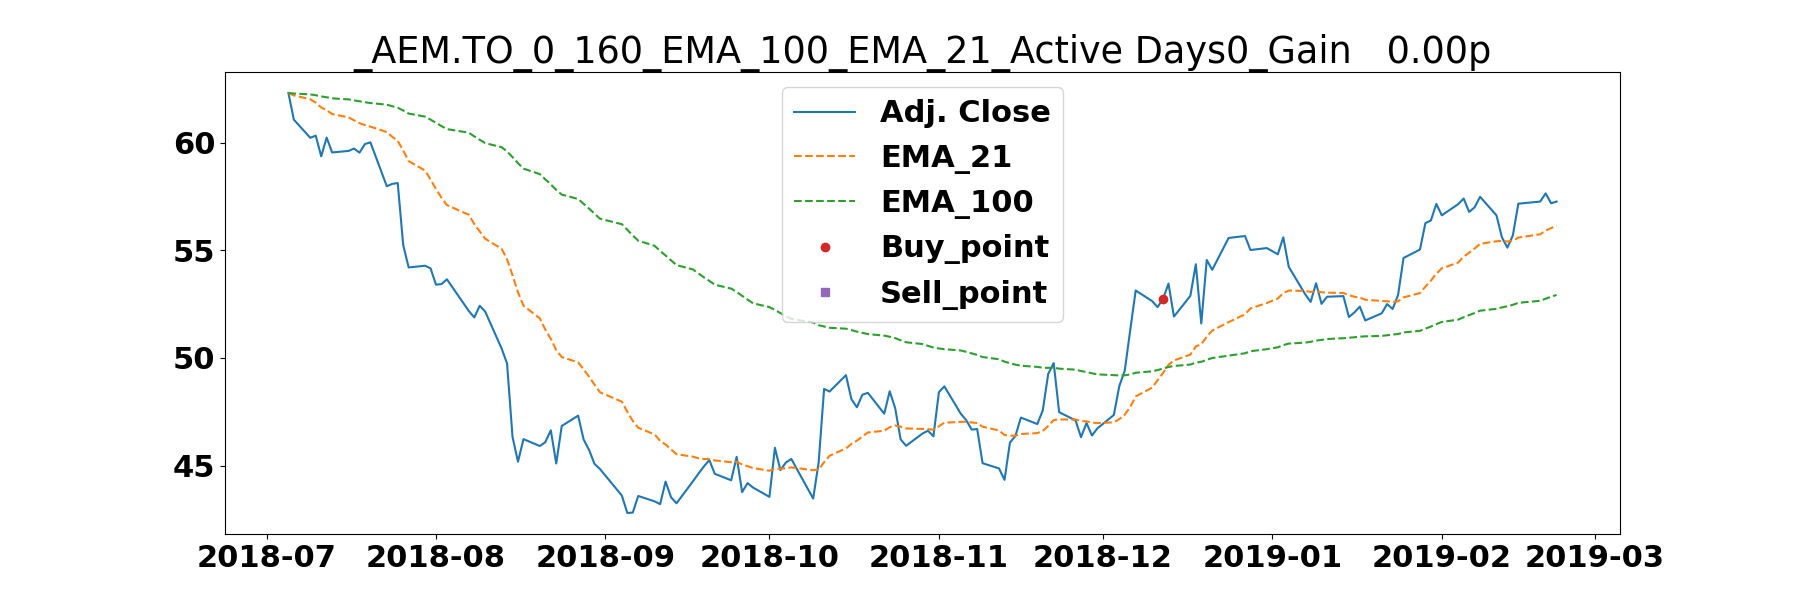 _AEM.TO_0_160_EMA_100_EMA_21_Active Days0_Gain   0.00p
Adj. Close
EMA_21
EMA_100
Buy_point
Sell_point
60
55
50
45
2018-07 2018-08 2018-09 2018-10 2018-11 2018-12 2019-01 2019-02 2019-03